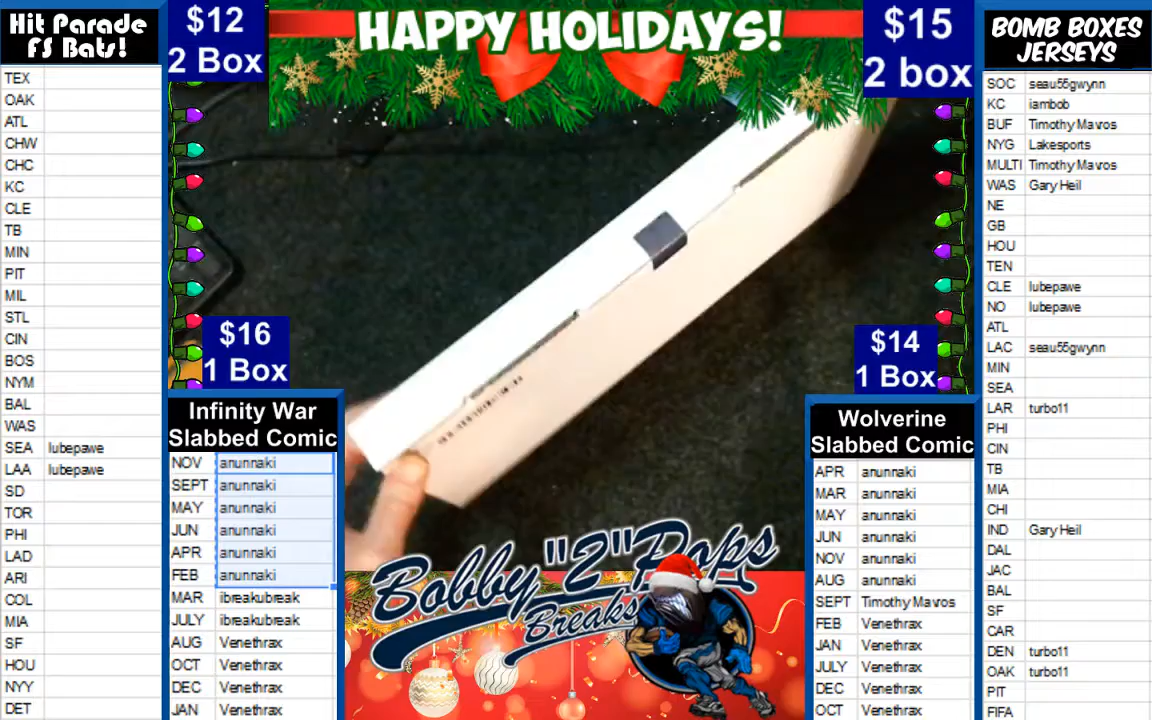 Hit Parade
FS Bats!
TEX
OAK
ATL
CHW
CHC
KC
CLE
TB
MIN
PIT
MIL
STL
CIN
BOS
NYM
BAL
WAS
SEA lubepawe
LAA lubepawe
SD
TOR
PHI
LAD
ARI
COL
MIA
SF
HOU
NYY
DET
$12
2 Box
HAPPY HOLIDAYS!
$15
2 box
$16
1 Box
$14
1 Box
Infinity War
Slabbed Comic
NOV anunnaki
SEPT anunnaki
MAY anunnaki
JUN anunnaki
APR anunnaki
FEB anunnaki
MAR ibreakubreak
JULY ibreakubreak
AUG Venethrax
OCT Venethrax
DEC Venethrax
JAN Venethrax
Bobby "2" Pops
Breaks
Wolverine
Slabbed Comic
APR anunnaki
MAR anunnaki
MAY anunnaki
JUN anunnaki
NOV anunnaki
AUG anunnaki
SEPT Timothy Mavros
FEB Venethrax
JAN Venethrax
JULY Venethrax
DEC Venethrax
OCT Venethrax
BOMB BOXES
JERSEYS
SOC seau55gwynn
KC iambob
BUF Timothy Mavros
NYG Lakesports
MULTI Timothy Mavros
WAS Gary Heil
NE
GB
HOU
TEN
CLE lubepawe
NO lubepawe
ATL
LAC seau55gwynn
MIN
SEA
LAR turbo11
PHI
CIN
TB
MIA
CHI
IND Gary Heil
DAL
JAC
BAL
SF
CAR
DEN turbo11
OAK turbo11
PIT
FIFA